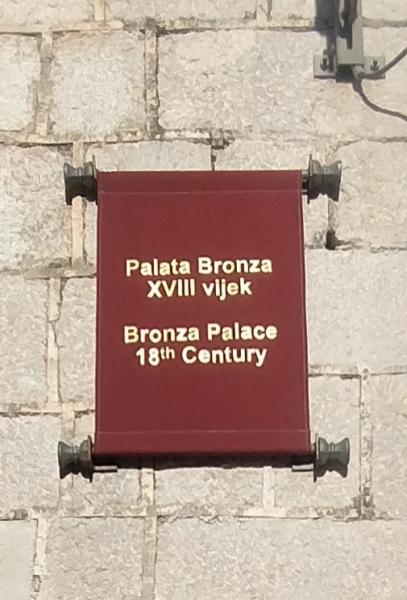 Palata Bronza
XVIII vijek
Bronza Palace
18th Century